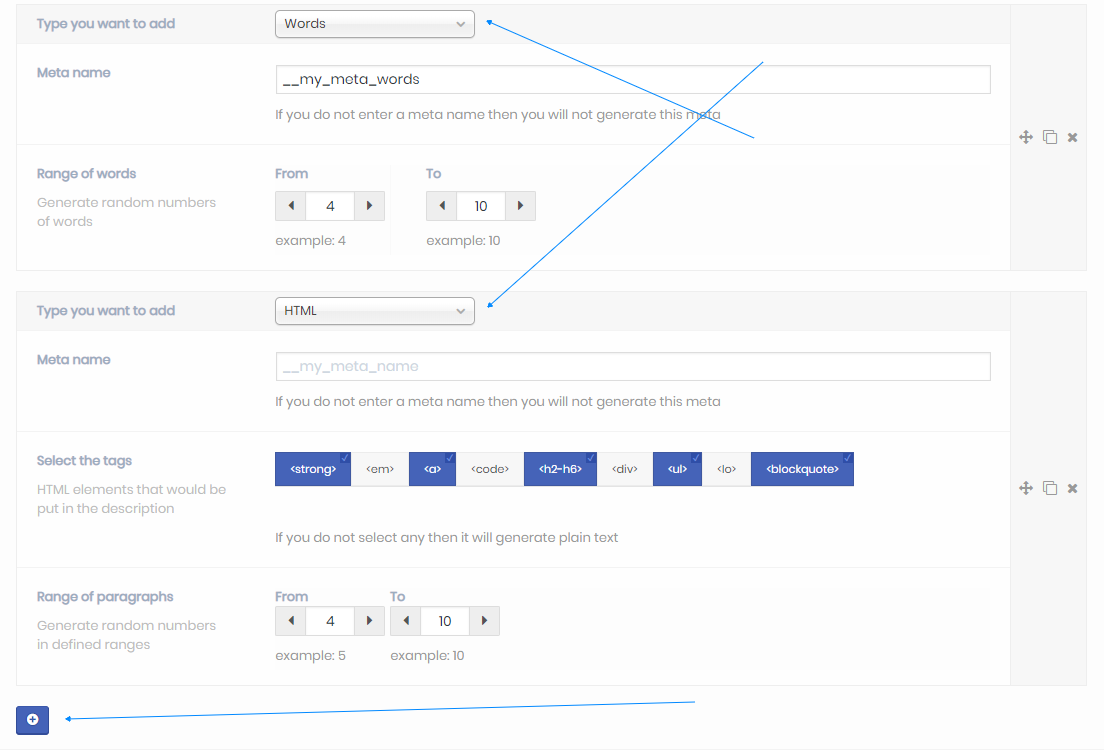 Type you want to add
Words
Meta name
__my_meta_words
If you do not enter a meta name then you will not generate this meta
Range of words
From
To
Generate random numbers
of words
4
10
example: 4
example: 10
Type you want to add
HTML
Meta name
__my_meta_name
If you do not enter a meta name then you will not generate this meta
Select the tags
<strong> <em> <a> <code> <h2-h6> <div> <ul> <lo> <blockquote>
HTML elements that would be
put in the description
If you do not select any then it will generate plain text
Range of paragraphs
From
To
Generate random numbers
in defined ranges
4
10
example: 5
example: 10